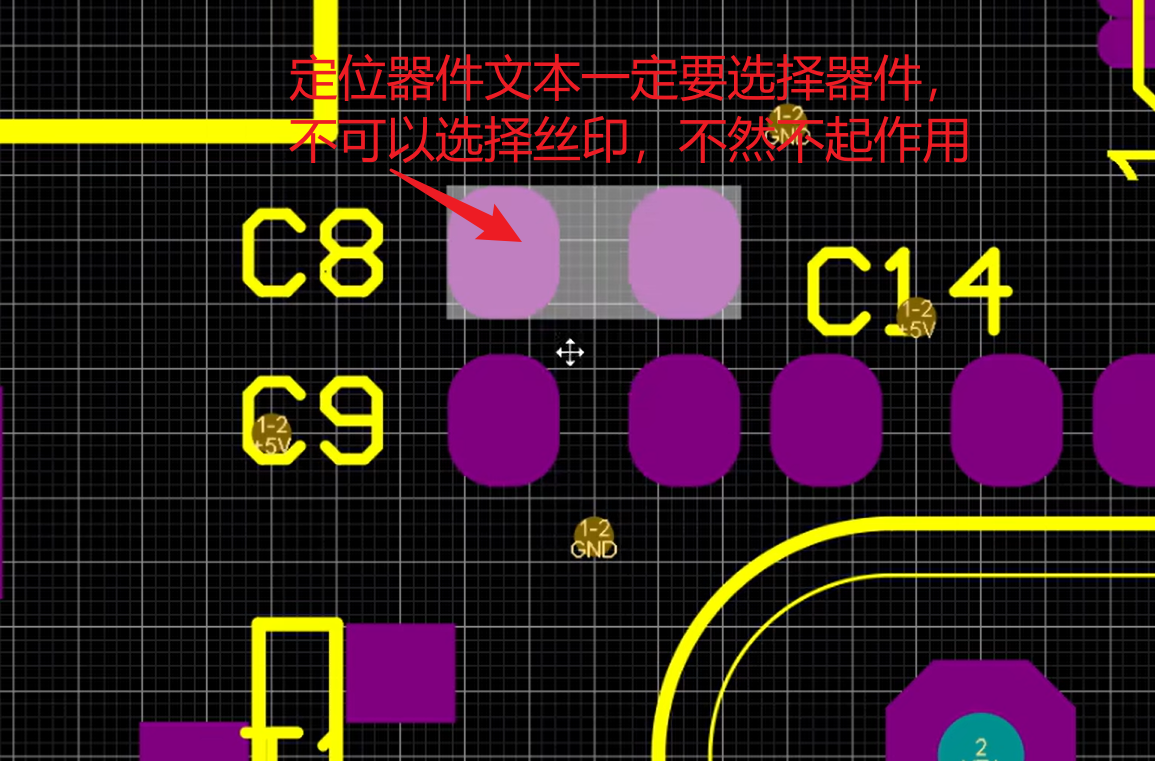 定位器件文本一定要选择器件，
不可以选择丝印，不然不起作用
1-2
GND
C8
C14
1-2
+5V
C9
1-2
+5V
1-2
GND
2